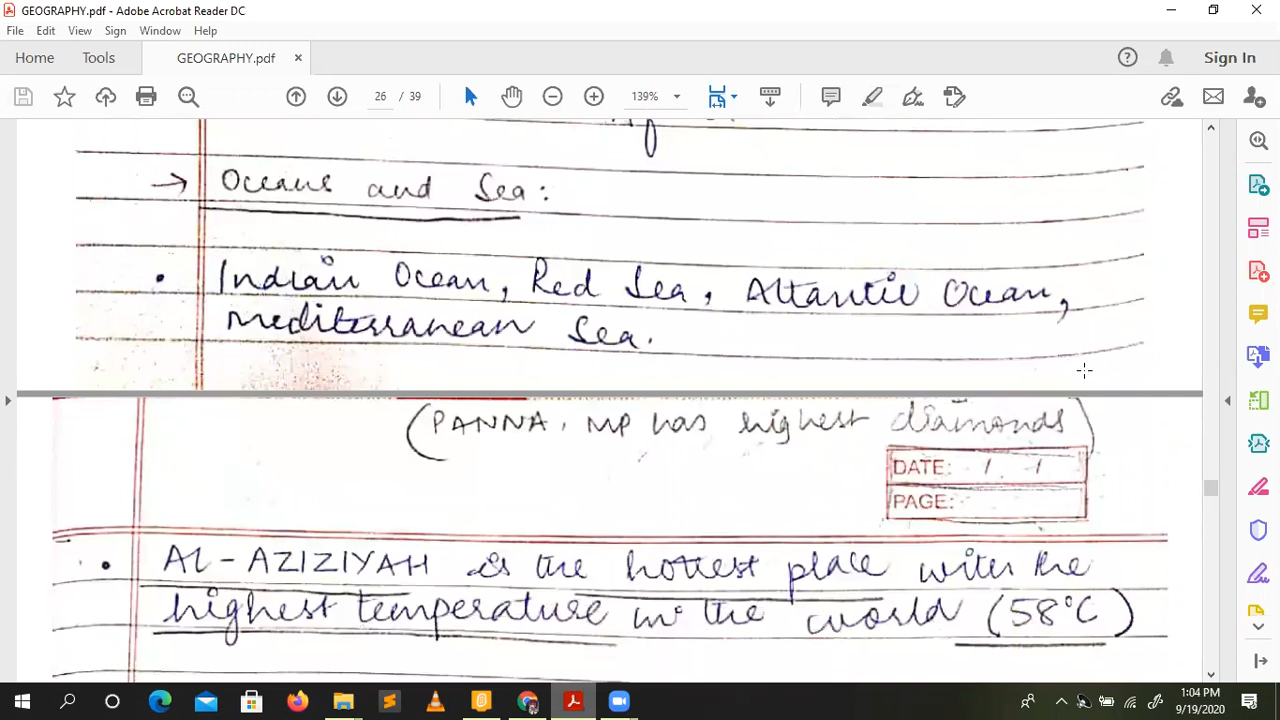 GEOGRAPHY.pdf - Adobe Acrobat Reader DC
File Edit View Sign Window Help
Home Tools GEOGRAPHY.pdf × Sign In
26 / 39 139%
→ Oceans and Sea:
• Indian Ocean, Red Sea, Altantic Ocean,
Mediterranean Sea.
(PANNA, MP has highest diamonds)
DATE: / /
PAGE:
• AL-AZIZIYAH is the hottest place with the
highest temperature in the world (58°C)
1:04 PM
9/19/2020